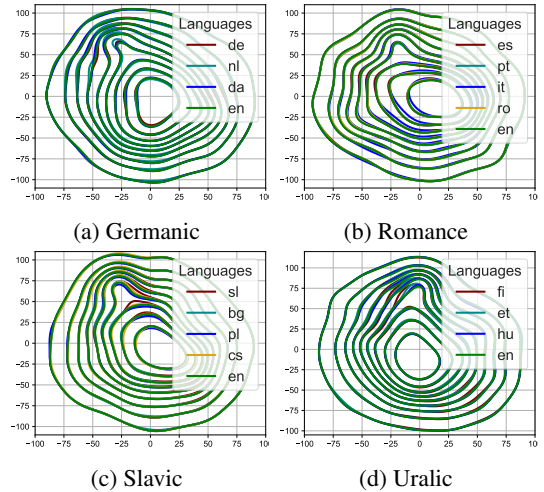 Languages
de
nl
da
en
100
75
50
25
0
−25
−50
−75
−100
−100 −75 −50 −25 0 25 50 75 100
(a) Germanic
Languages
es
pt
it
ro
en
100
75
50
25
0
−25
−50
−75
−100
−100 −75 −50 −25 0 25 50 75 100
(b) Romance
Languages
sl
bg
pl
cs
en
100
75
50
25
0
−25
−50
−75
−100
−100 −75 −50 −25 0 25 50 75 100
(c) Slavic
Languages
fi
et
hu
en
100
75
50
25
0
−25
−50
−75
−100
−100 −75 −50 −25 0 25 50 75 100
(d) Uralic